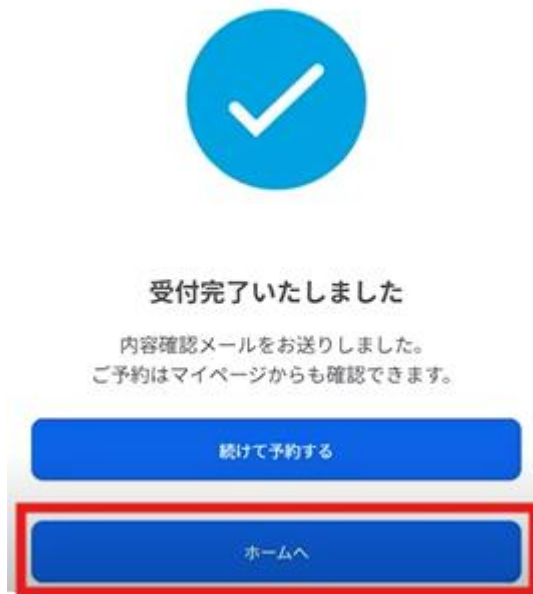 受付完了いたしました
内容確認メールをお送りしました。
ご予約はマイページからも確認できます。
続けて予約する
ホームへ